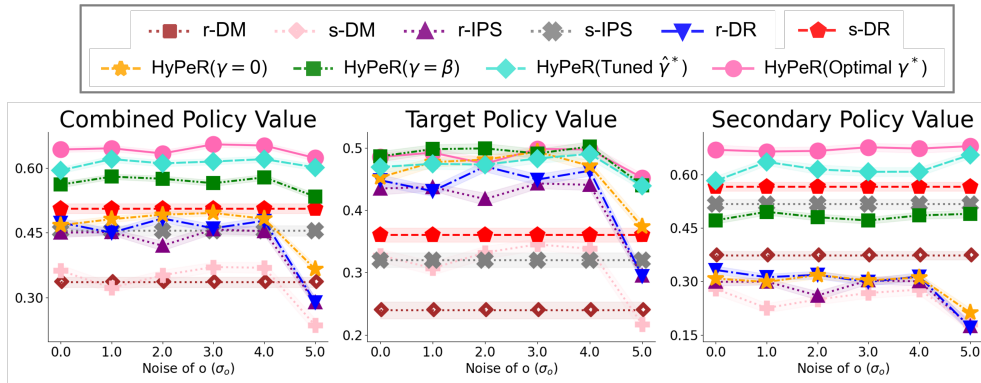 r-DM s-DM r-IPS s-IPS r-DR s-DR
HyPeR(γ = 0) HyPeR(γ = β) HyPeR(Tuned γ̂*) HyPeR(Optimal γ*)
Combined Policy Value Target Policy Value Secondary Policy Value
0.60
0.45
0.30
0.0 1.0 2.0 3.0 4.0 5.0
Noise of o (σ₀)
0.5
0.4
0.3
0.2
0.0 1.0 2.0 3.0 4.0 5.0
Noise of o (σ₀)
0.60
0.45
0.30
0.15
0.0 1.0 2.0 3.0 4.0 5.0
Noise of o (σ₀)